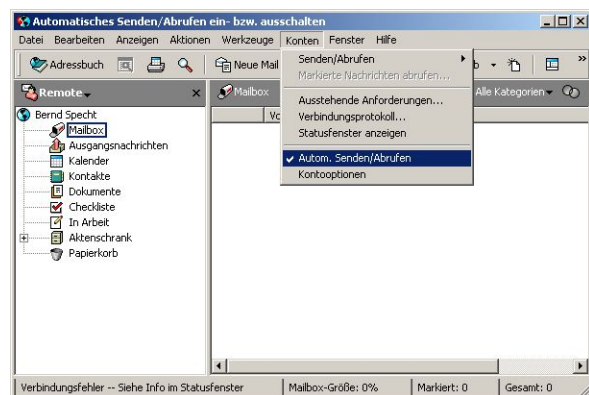 Automatisches Senden/Abrufen ein- bzw. ausschalten
Datei Bearbeiten Anzeigen Aktionen Werkzeuge Konten Fenster Hilfe
Adressbuch Neue Mail
Remote
Mailbox Alle Kategorien
Senden/Abrufen
Markierte Nachrichten abrufen...
Ausstehende Anforderungen...
Verbindungsprotokoll...
Statusfenster anzeigen
Autom. Senden/Abrufen
Kontooptionen
Bernd Specht
Mailbox
Ausgangsnachrichten
Kalender
Kontakte
Dokumente
Checkliste
In Arbeit
Aktenschrank
Papierkorb
Verbindungsfehler -- Siehe Info im Statusfenster Mailbox-Größe: 0% Markiert: 0 Gesamt: 0